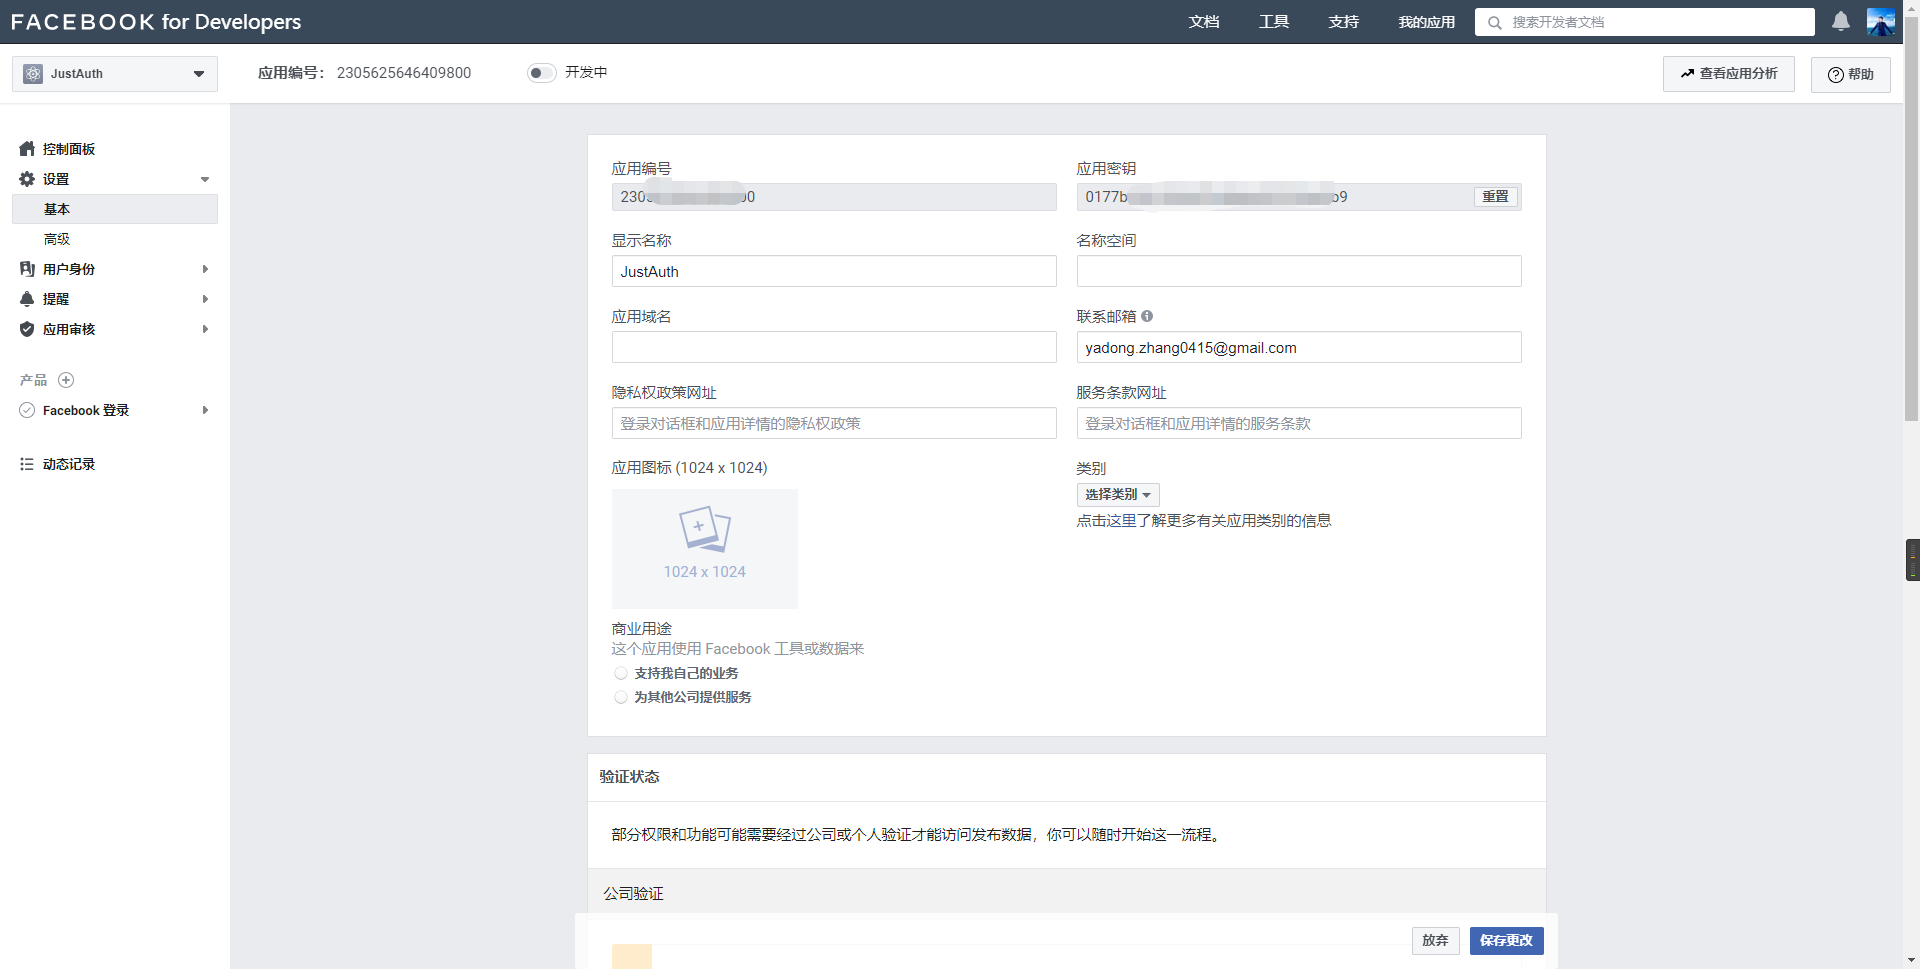 FACEBOOK for Developers
文档
工具
支持
我的应用
搜索开发者文档
JustAuth
应用编号： 2305625646409800
开发中
查看应用分析
帮助
控制面板
设置
基本
高级
用户身份
提醒
应用审核
产品
Facebook 登录
动态记录
应用编号
应用密钥
重置
显示名称
JustAuth
名称空间
应用域名
联系邮箱
yadong.zhang0415@gmail.com
隐私权政策网址
登录对话框和应用详情的隐私权政策
服务条款网址
登录对话框和应用详情的服务条款
应用图标 (1024 x 1024)
1024 x 1024
类别
选择类别
点击这里了解更多有关应用类别的信息
商业用途
这个应用使用 Facebook 工具或数据来
支持我自己的业务
为其他公司提供服务
验证状态
部分权限和功能可能需要经过公司或个人验证才能访问发布数据，你可以随时开始这一流程。
公司验证
放弃
保存更改